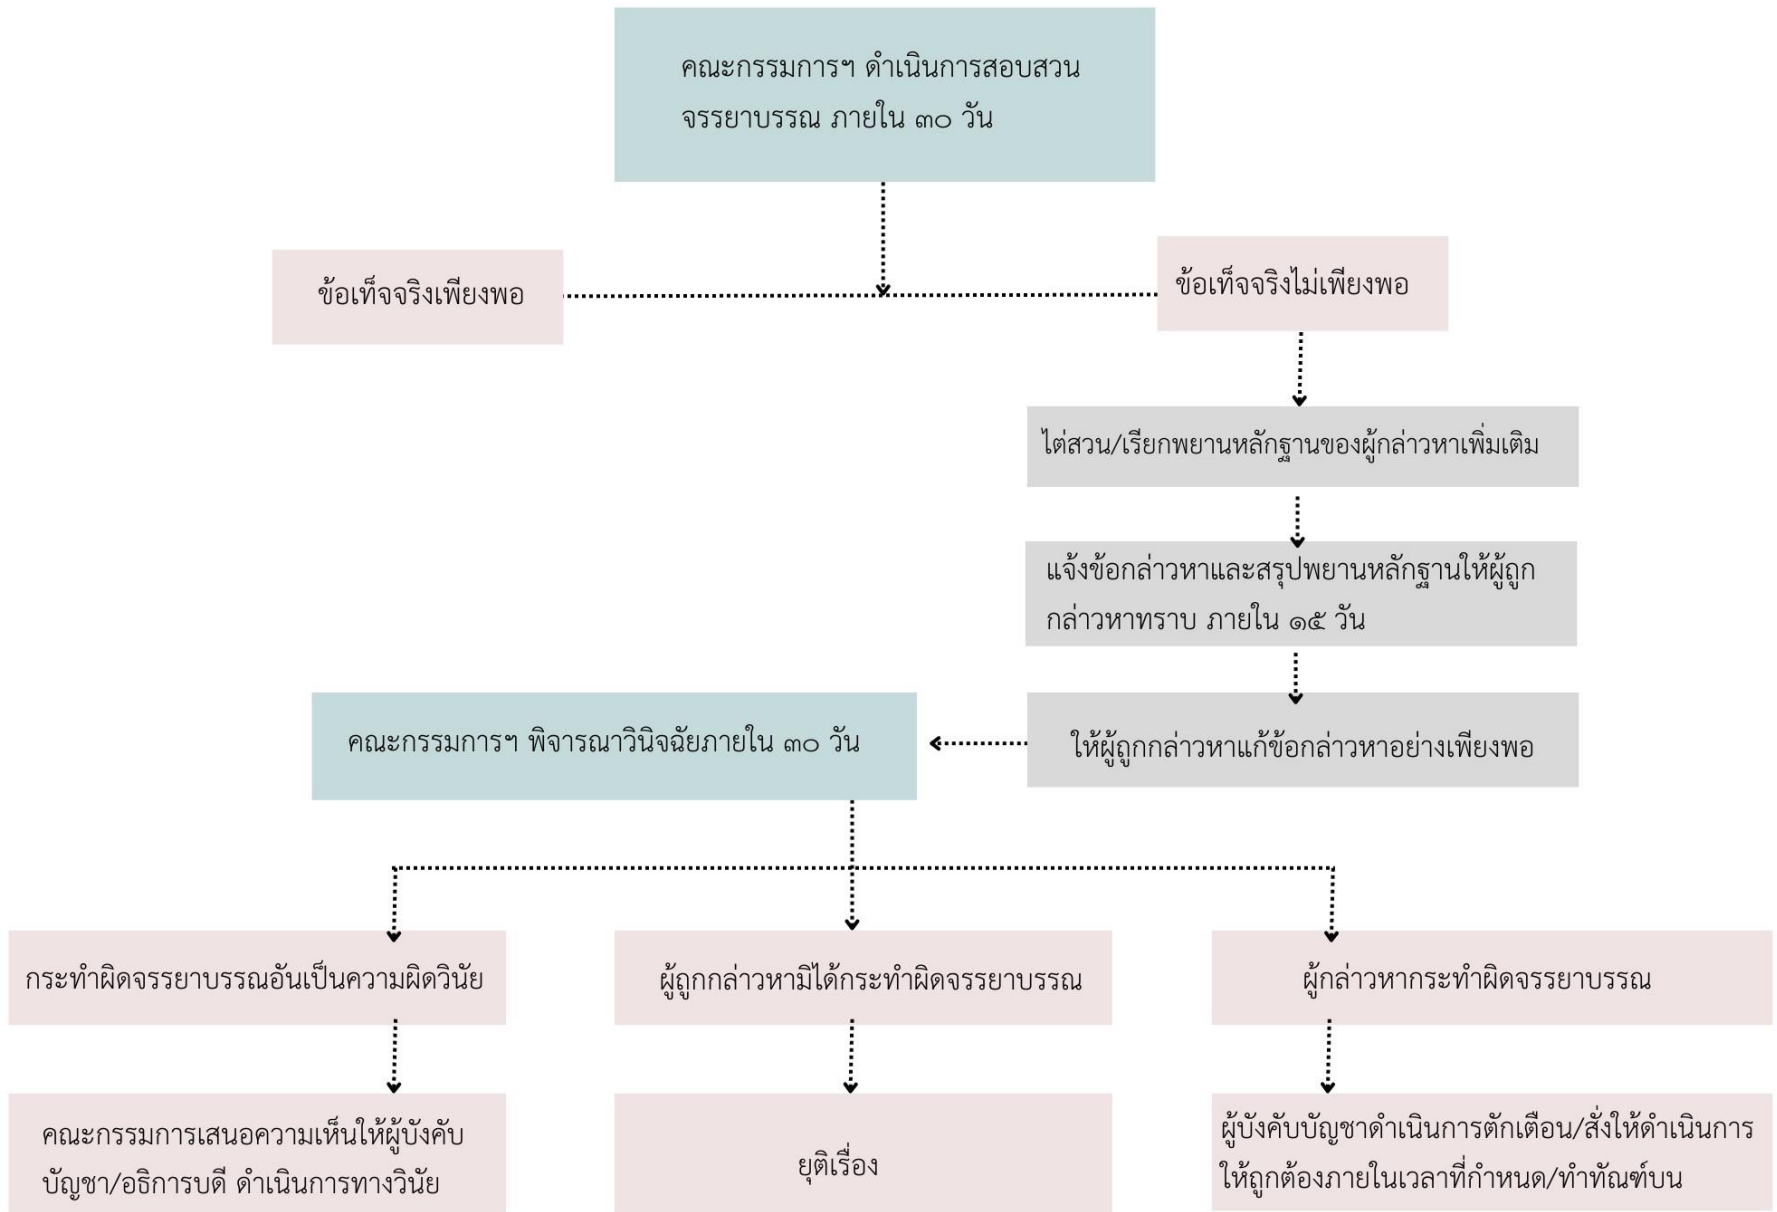 คณะกรรมการฯ ดำเนินการสอบสวน
จรรยาบรรณ ภายใน ๓๐ วัน
ข้อเท็จจริงเพียงพอ
ข้อเท็จจริงไม่เพียงพอ
ไต่สวน/เรียกพยานหลักฐานของผู้กล่าวหาเพิ่มเติม
แจ้งข้อกล่าวหาและสรุปพยานหลักฐานให้ผู้ถูก
กล่าวหาทราบ ภายใน ๑๕ วัน
คณะกรรมการฯ พิจารณาวินิจฉัยภายใน ๓๐ วัน
ให้ผู้ถูกกล่าวหาแก้ข้อกล่าวหาอย่างเพียงพอ
กระทำผิดจรรยาบรรณอันเป็นความผิดวินัย
ผู้ถูกกล่าวหามิได้กระทำผิดจรรยาบรรณ
ผู้กล่าวหากระทำผิดจรรยาบรรณ
คณะกรรมการเสนอความเห็นให้ผู้บังคับ
บัญชา/อธิการบดี ดำเนินการทางวินัย
ยุติเรื่อง
ผู้บังคับบัญชาดำเนินการตักเตือน/สั่งให้ดำเนินการ
ให้ถูกต้องภายในเวลาที่กำหนด/ทำทัณฑ์บน